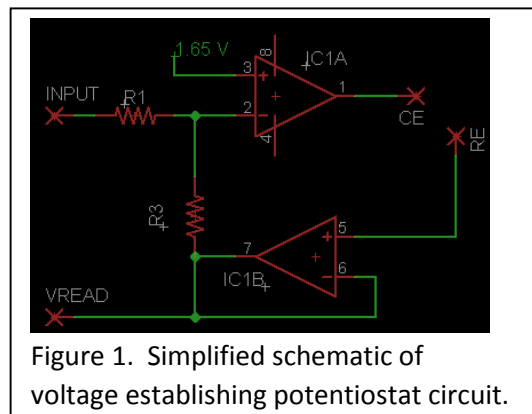 1.65 V
8
IC1A
3
1
INPUT
R1
2
4
CE
RE
R3
5
7
6
IC1B
VREAD
Figure 1. Simplified schematic of
voltage establishing potentiostat circuit.